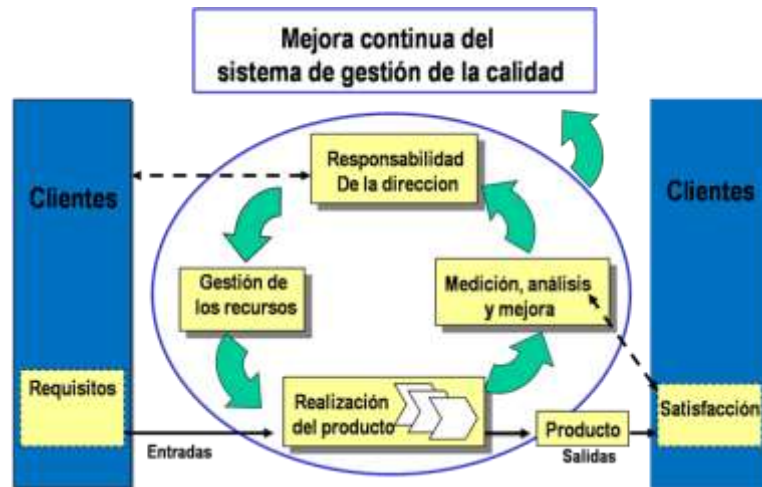 Mejora continua del
sistema de gestión de la calidad
Clientes
Responsabilidad
De la direccion
Clientes
Gestión de
los recursos
Medición, análisis
y mejora
Requisitos
Realización
del producto
Producto
Satisfacción
Entradas
Salidas